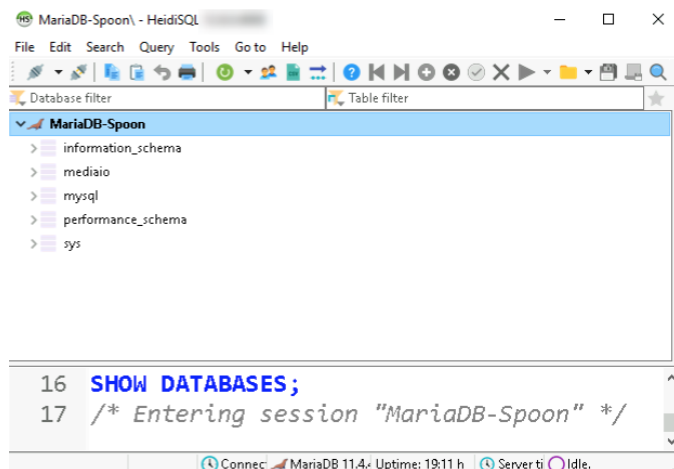 MariaDB-Spoon\ - HeidiSQL
File Edit Search Query Tools Go to Help
Database filter Table filter
MariaDB-Spoon
information_schema
mediaio
mysql
performance_schema
sys
16 SHOW DATABASES;
17 /* Entering session "MariaDB-Spoon" */
Connec MariaDB 11.4. Uptime: 19:11 h Server ti Idle.